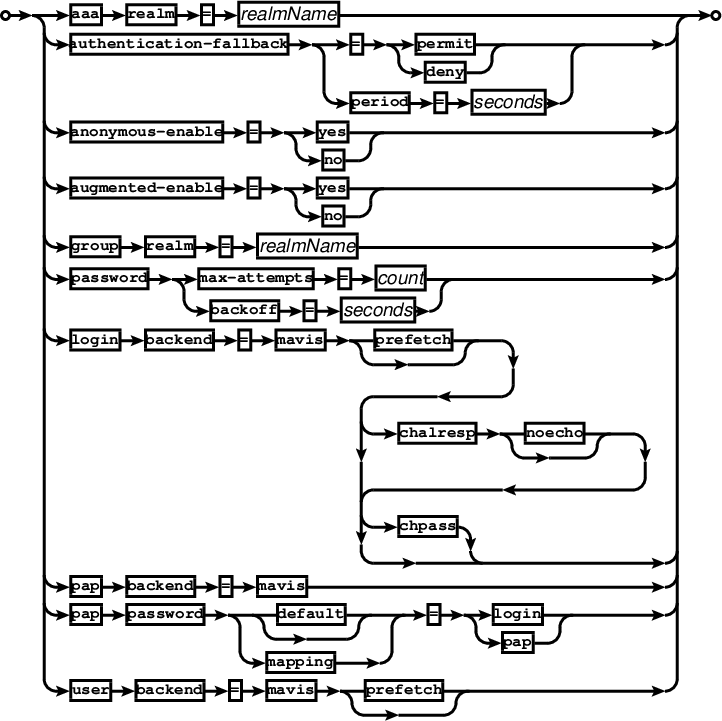 aaa realm = realmName
authentication-fallback = permit
deny
period = seconds
anonymous-enable = yes
no
augmented-enable = yes
no
group realm = realmName
password max-attempts = count
backoff = seconds
login backend = mavis prefetch
chalresp noecho
chpass
pap backend = mavis
pap password default = login
pap
mapping
user backend = mavis prefetch